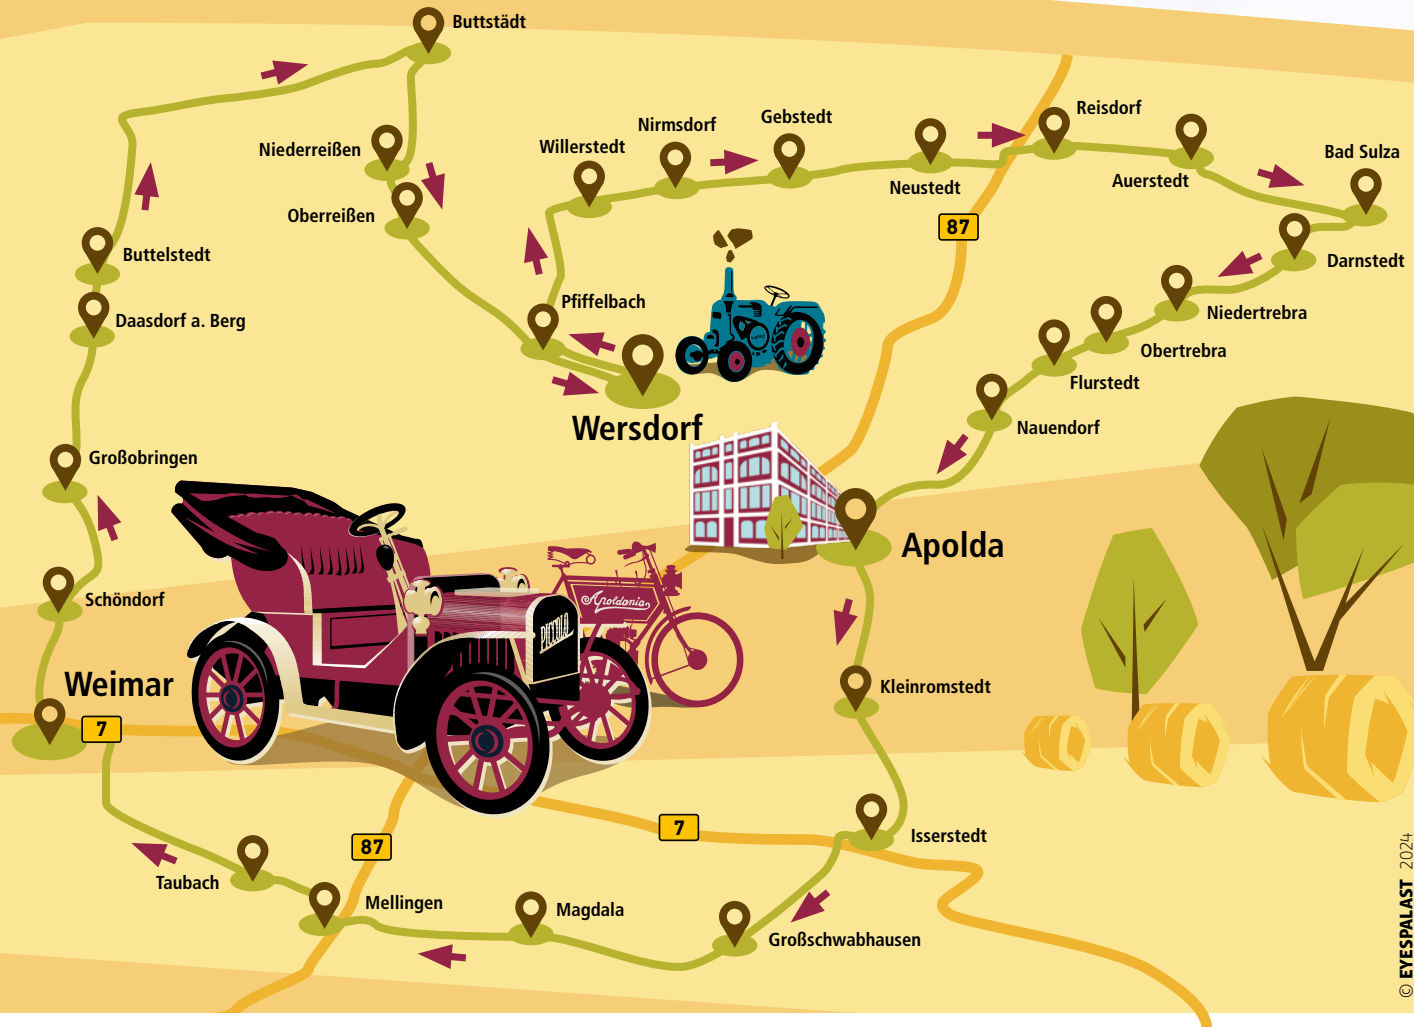 Buttstädt
Reisdorf
Nirmsdorf
Gebstedt
Niederreißen
Willerstedt
Bad Sulza
Neustedt
Auerstedt
Oberreißen
87
Buttelstedt
Darnstedt
Pfiffelbach
Daasdorf a. Berg
Niedertrebra
Obertrebra
Flurstedt
Wersdorf
Nauendorf
Großobringen
Apolda
Schöndorf
Apoldania
PICCOLO
Weimar
Kleinromstedt
7
7
Isserstedt
87
Taubach
Mellingen
Magdala
Großschwabhausen
© EYESPALAST 2024